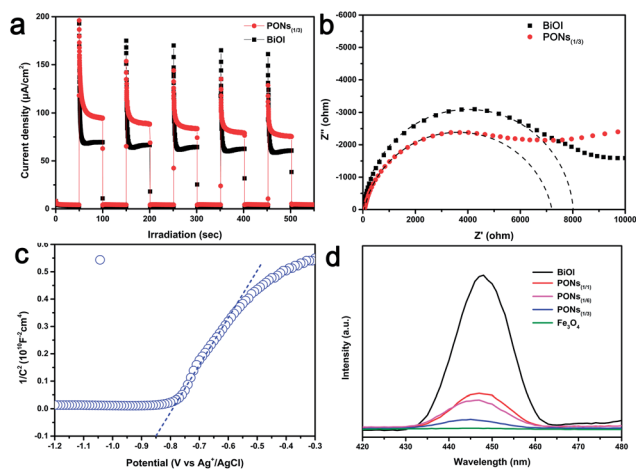 a
PONs(1/3)
BiOI
Current density (μA/cm²)
200
150
100
50
0
0
100
200
300
400
500
Irradiation (sec)
b
BiOI
PONs(1/3)
Z'' (ohm)
-6000
-5000
-4000
-3000
-2000
-1000
0
0
2000
4000
6000
8000
10000
Z' (ohm)
c
1/C² (10¹⁰F⁻²cm⁴)
0.6
0.5
0.4
0.3
0.2
0.1
0.0
-0.1
-1.2
-1.1
-1.0
-0.9
-0.8
-0.7
-0.6
-0.5
-0.4
-0.3
Potential (V vs Ag⁺/AgCl)
d
BiOI
PONs(1/1)
PONs(1/6)
PONs(1/3)
Fe₃O₄
Intensity (a.u.)
420
430
440
450
460
470
480
Wavelength (nm)